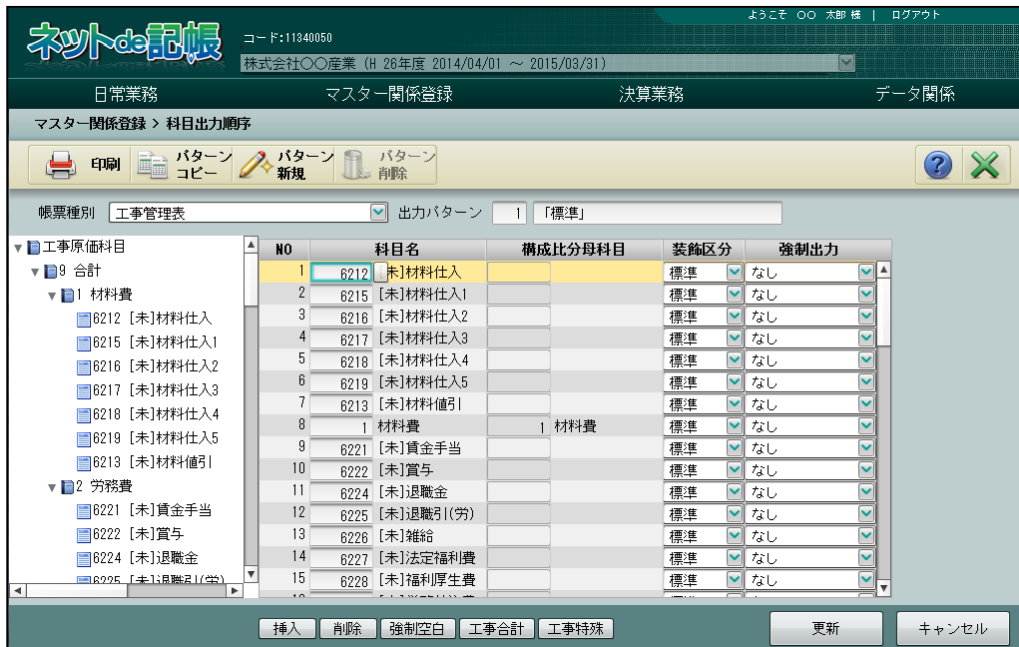 ようこそ 〇〇 太郎 様 | ログアウト
ネットde記帳
コード:11340050
株式会社〇〇産業 (H 26年度 2014/04/01 ～ 2015/03/31)
日常業務 マスター関係登録 決算業務 データ関係
マスター関係登録 > 科目出力順序
印刷 パターンコピー パターン新規 パターン削除
帳票種別 工事管理表 出力パターン 1 「標準」
工事原価科目
9 合計
1 材料費
6212 [未]材料仕入
6215 [未]材料仕入1
6216 [未]材料仕入2
6217 [未]材料仕入3
6218 [未]材料仕入4
6219 [未]材料仕入5
6213 [未]材料値引
2 労務費
6221 [未]賃金手当
6222 [未]賞与
6224 [未]退職金
6225 [未]退職引(労)
NO 科目名 構成比分母科目 装飾区分 強制出力
1 6212 未]材料仕入 標準 なし
2 6215 [未]材料仕入1 標準 なし
3 6216 [未]材料仕入2 標準 なし
4 6217 [未]材料仕入3 標準 なし
5 6218 [未]材料仕入4 標準 なし
6 6219 [未]材料仕入5 標準 なし
7 6213 [未]材料値引 標準 なし
8 1 材料費 1 材料費 標準 なし
9 6221 [未]賃金手当 標準 なし
10 6222 [未]賞与 標準 なし
11 6224 [未]退職金 標準 なし
12 6225 [未]退職引(労) 標準 なし
13 6226 [未]雑給 標準 なし
14 6227 [未]法定福利費 標準 なし
15 6228 [未]福利厚生費 標準 なし
挿入 削除 強制空白 工事合計 工事特殊 更新 キャンセル